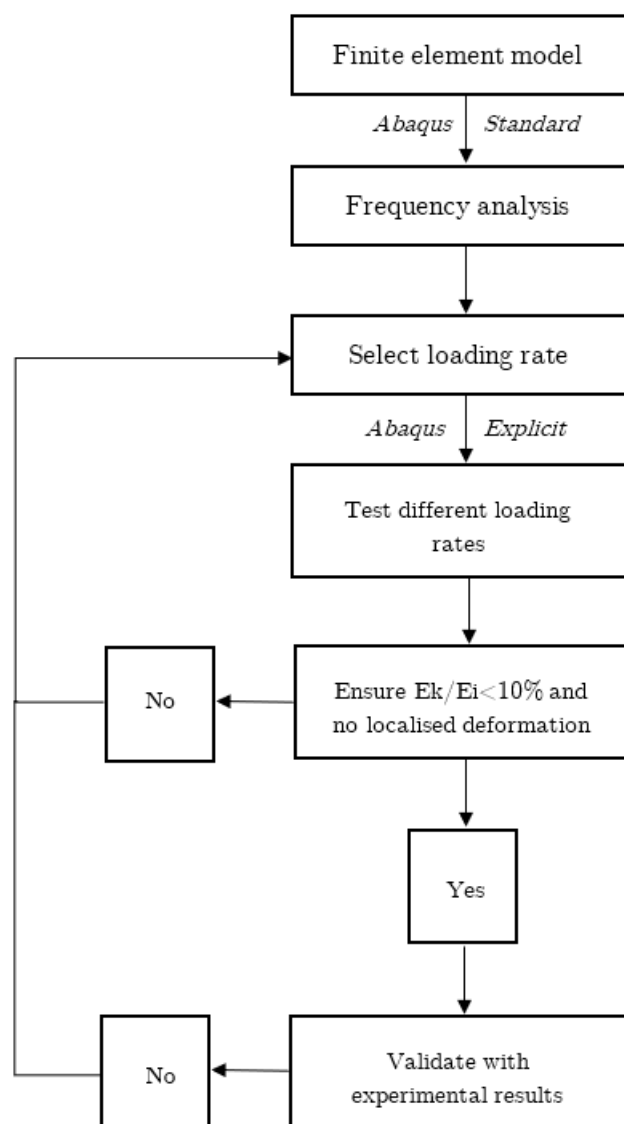 Finite element model
Abaqus Standard
Frequency analysis
Select loading rate
Abaqus Explicit
Test different loading
rates
Ensure Ek/Ei<10% and
no localised deformation
No
Yes
Validate with
experimental results
No